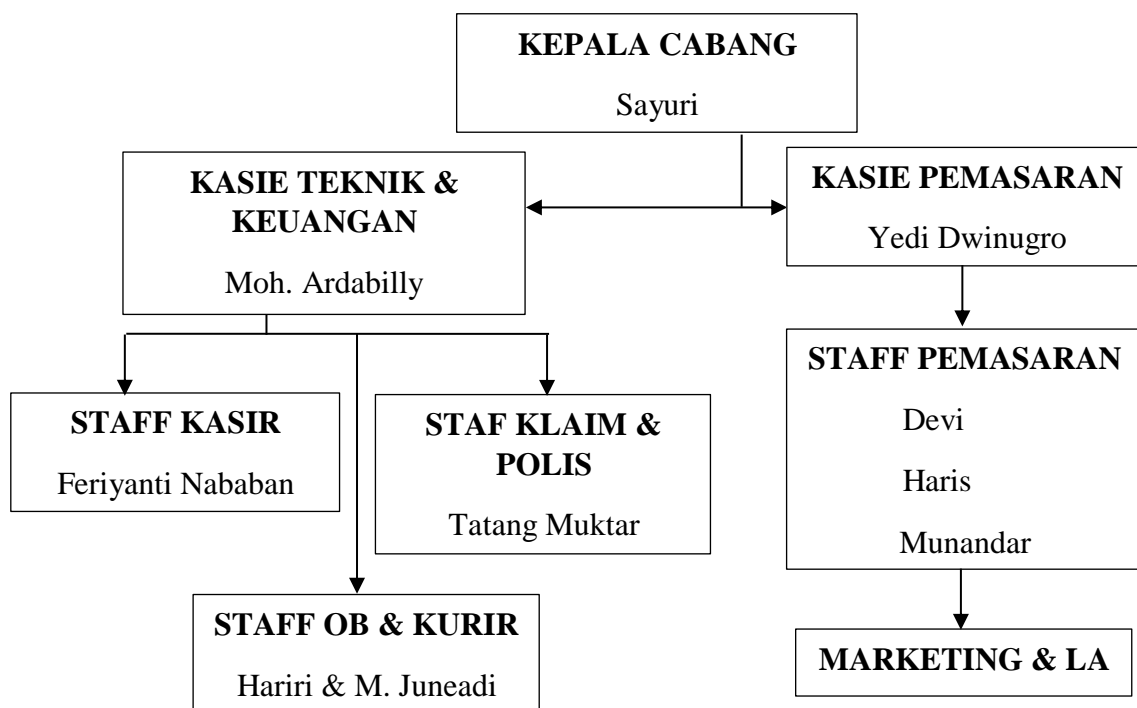 KEPALA CABANG
Sayuri
KASIE TEKNIK &
KEUANGAN
Moh. Ardabilly
KASIE PEMASARAN
Yedi Dwinugro
STAFF KASIR
Feriyanti Nababan
STAF KLAIM &
POLIS
Tatang Muktar
STAFF PEMASARAN
Devi
Haris
Munandar
STAFF OB & KURIR
Hariri & M. Juneadi
MARKETING & LA